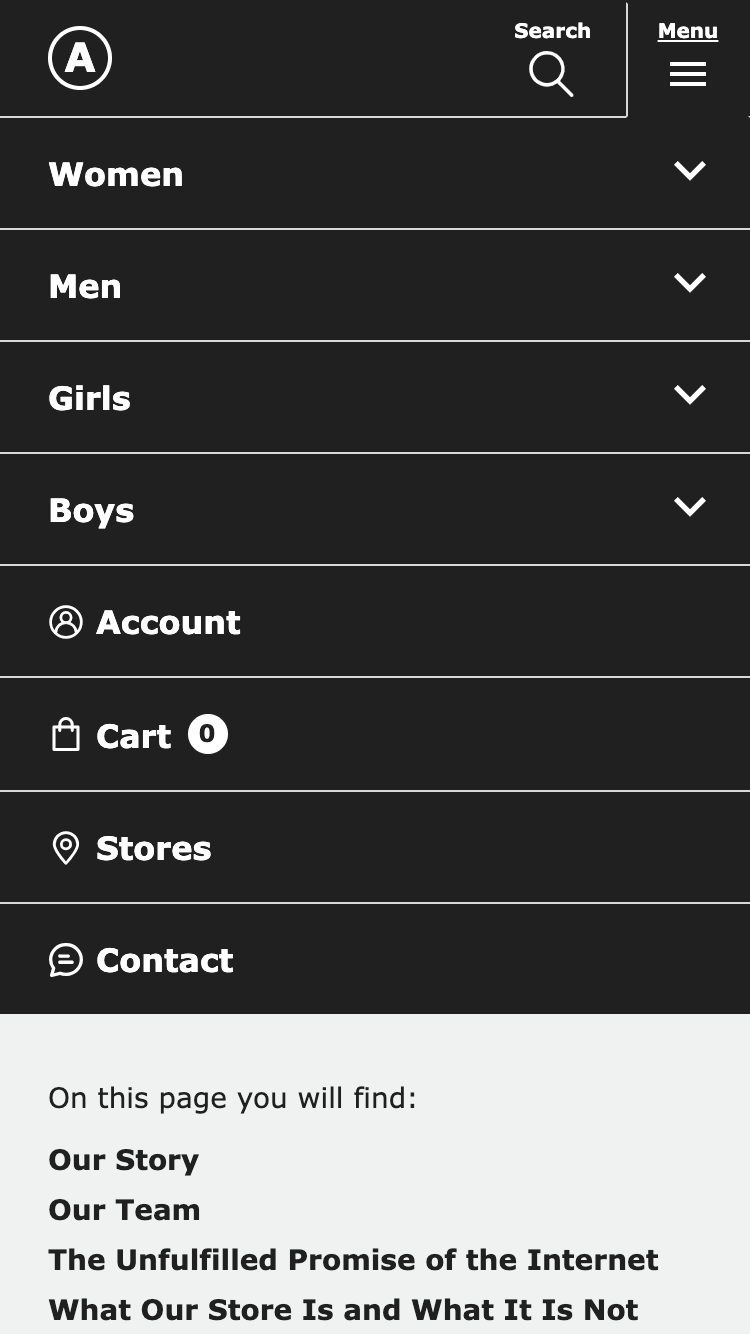 A
Search
Menu
Women
Men
Girls
Boys
Account
Cart 0
Stores
Contact
On this page you will find:
Our Story
Our Team
The Unfulfilled Promise of the Internet
What Our Store Is and What It Is Not